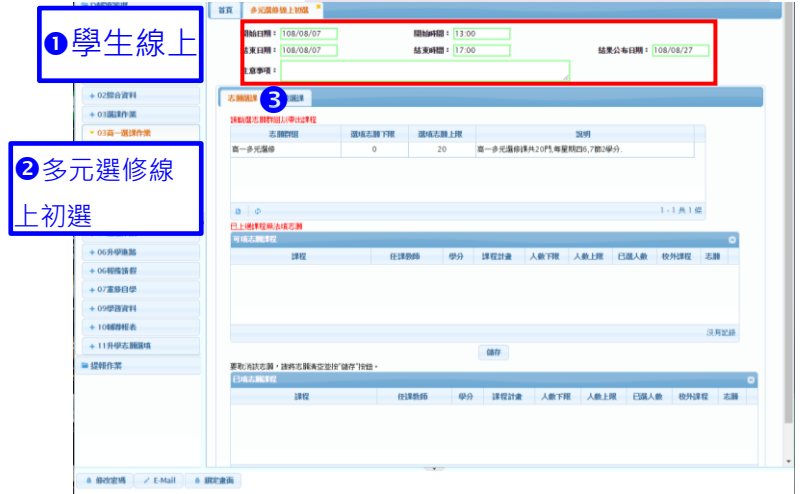 首頁 多元選修線上初選
❶學生線上
開始日期： 108/08/07 開始時間： 13:00
結束日期： 108/08/07 結束時間： 17:00 結果公布日期： 108/08/27
注意事項：
+ 02綜合資料
+ 03選課作業
03高一選課作業
❷多元選修線
上初選
+ 06升學進路
+ 07重修自學
+ 09學務資料
+ 10輔導報表
+ 11升學志願選填
提報作業
志願選課 ❸ 選課
請點選志願群組以帶出課程
志願群組 選填志願下限 選填志願上限 說明
高一多元選修 0 20 高一多元選修課共20門,每星期四6,7節2學分.
1 - 1 共 1 條
已上過課程無法填志願
可填志願課程
課程 任課教師 學分 課程計畫 人數下限 人數上限 已選人數 校外課程 志願
沒有記錄
儲存
要取消該志願，請將志願清空並按"儲存"按鈕。
已填志願課程
課程 任課教師 學分 課程計畫 人數下限 人數上限 已選人數 校外課程 志願
修改密碼 E-Mail 鎖定畫面